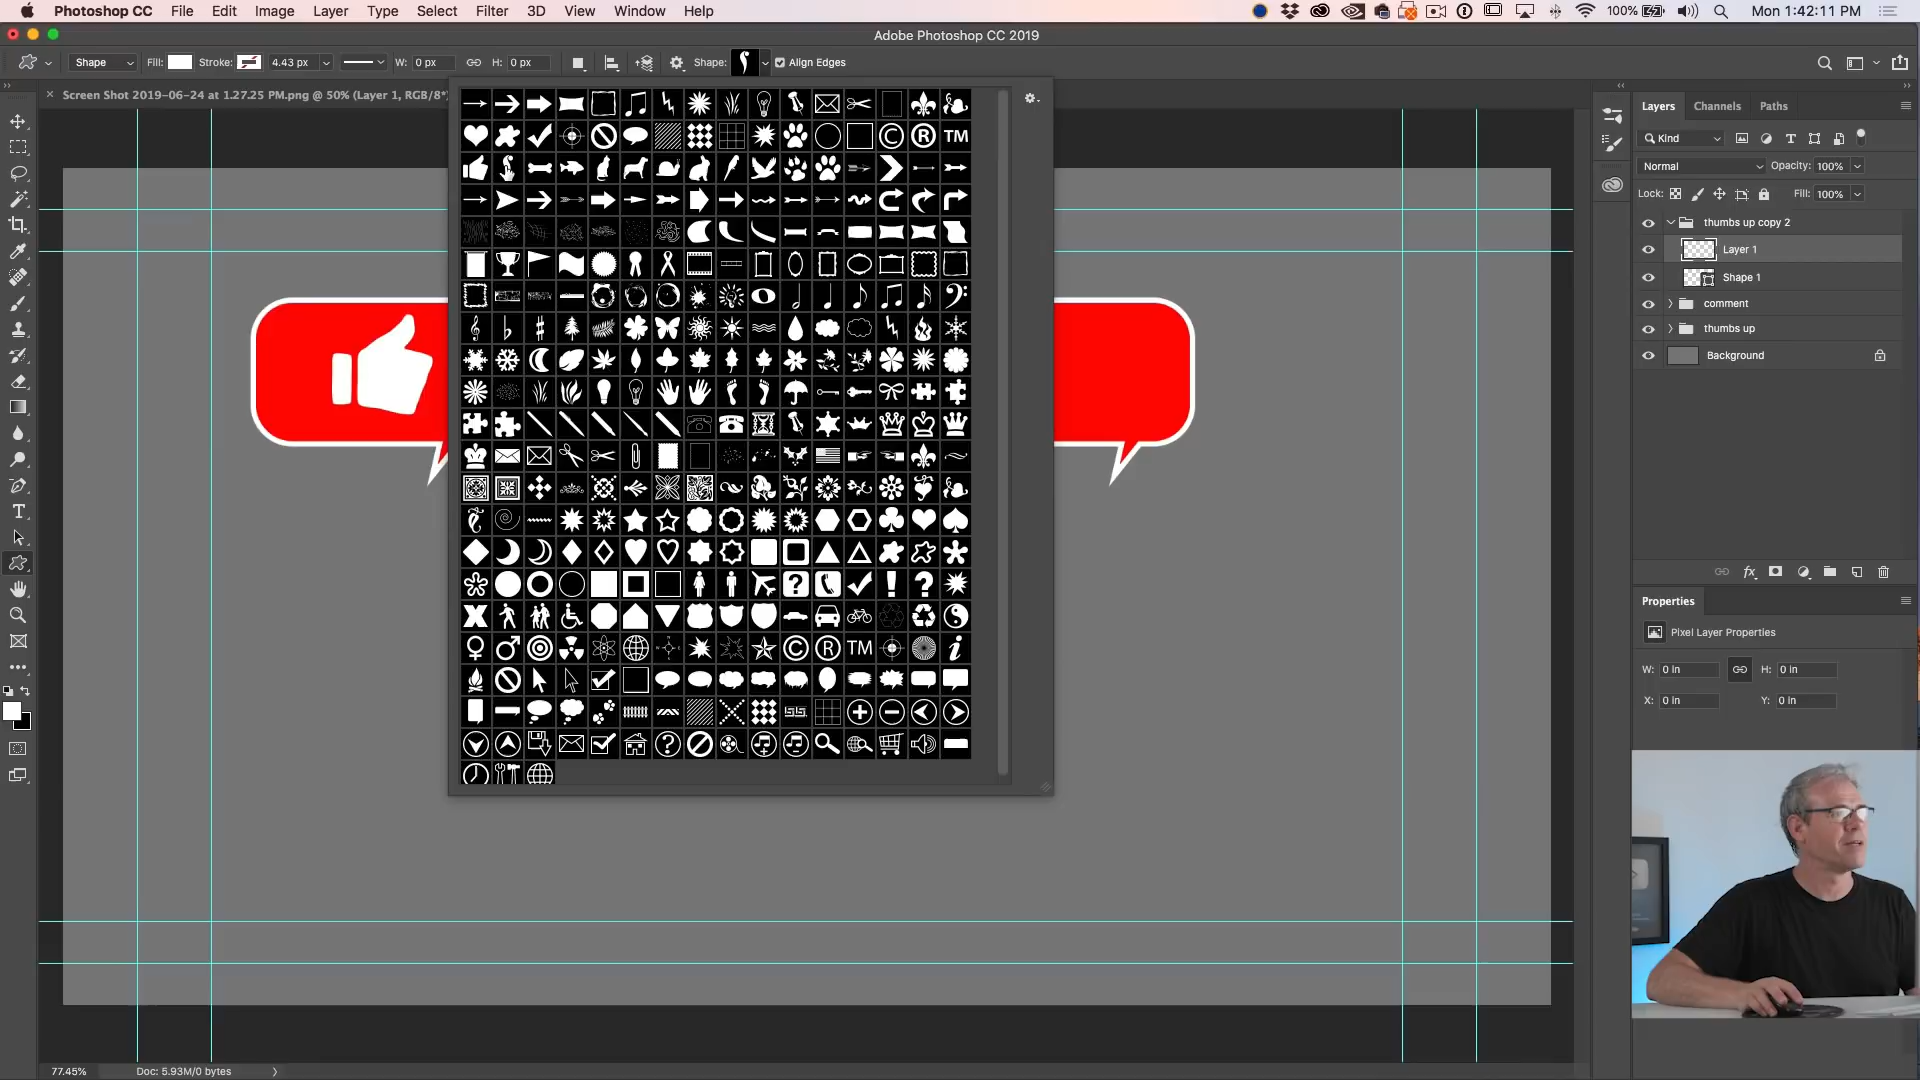 Photoshop CC File Edit Image Layer Type Select Filter 3D View Window Help 100% Mon 1:42:11 PM
Adobe Photoshop CC 2019
Shape Fill: Stroke: 4.43 px W: 0 px H: 0 px Shape: Align Edges
Screen Shot 2019-06-24 at 1.27.25 PM.png @ 50% (Layer 1, RGB/8*)
Layers Channels Paths
Kind
Normal Opacity: 100%
Lock: Fill: 100%
thumbs up copy 2
Layer 1
Shape 1
comment
thumbs up
Background
fx
Properties
Pixel Layer Properties
W: 0 in H: 0 in
X: 0 in Y: 0 in
© ® TM
© ® TM
77.45% Doc: 5.93M/0 bytes